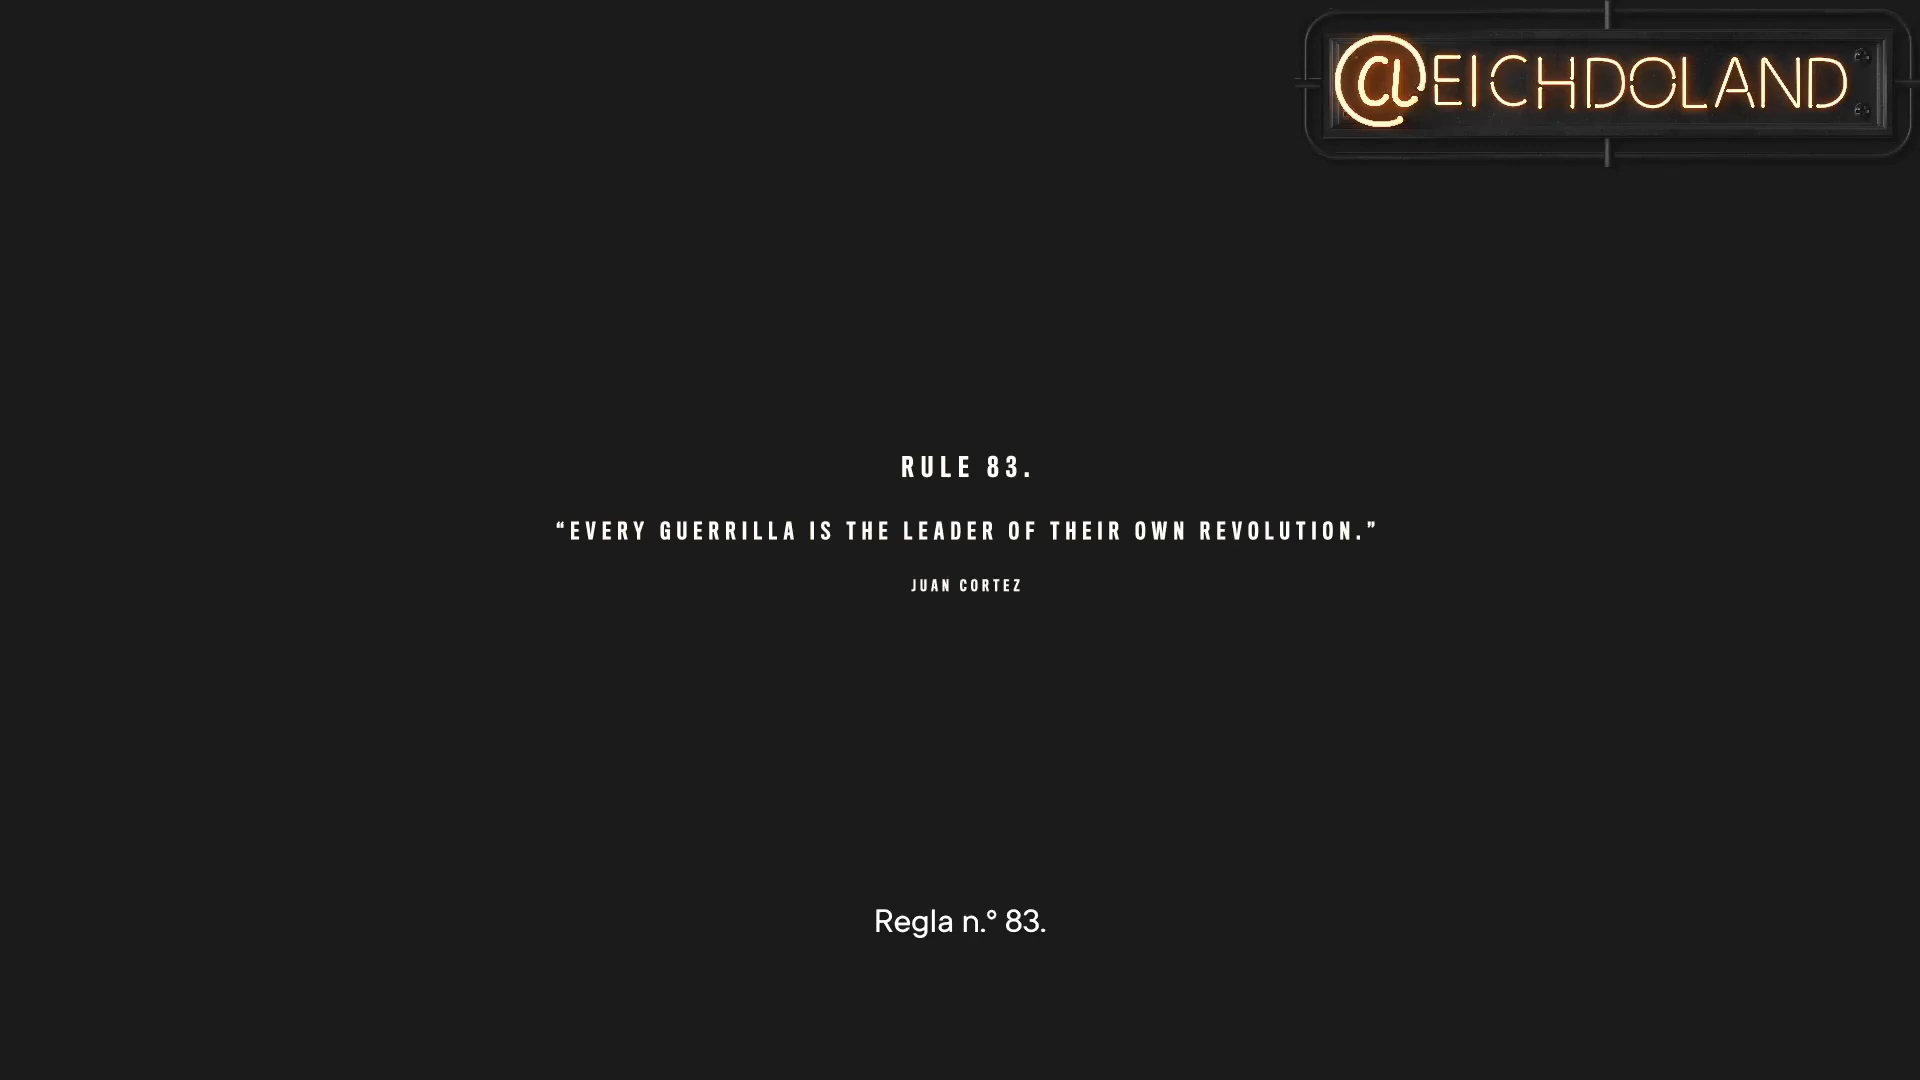 @EICHDOLAND
RULE 83.
“EVERY GUERRILLA IS THE LEADER OF THEIR OWN REVOLUTION.”
JUAN CORTEZ
Regla n.° 83.